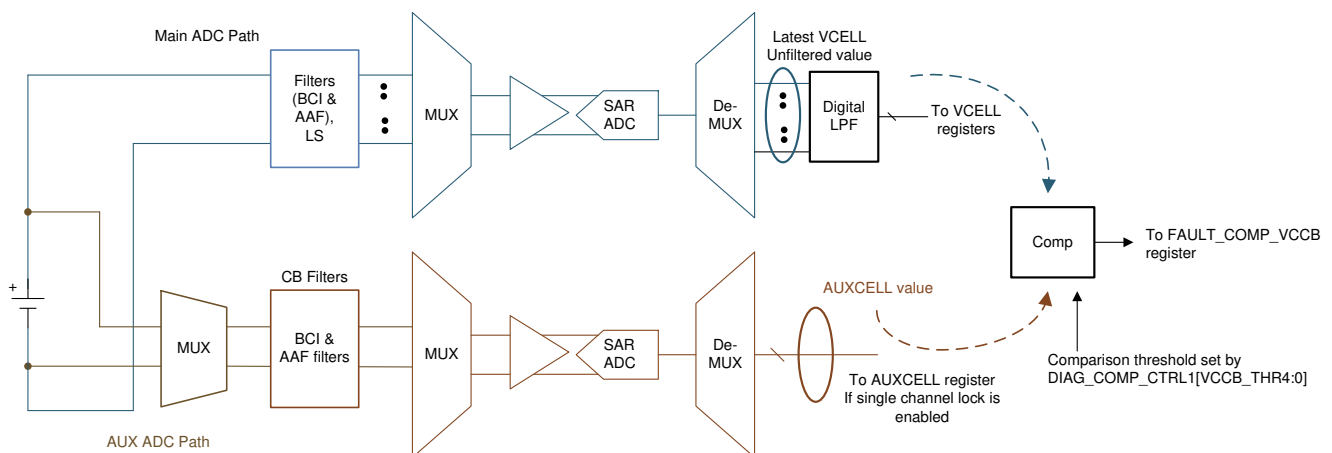 Main ADC Path
Filters
(BCI &
AAF),
LS
MUX
SAR
ADC
De-
MUX
Latest VCELL
Unfiltered value
Digital
LPF
To VCELL
registers
Comp
To FAULT_COMP_VCCB
register
Comparison threshold set by
DIAG_COMP_CTRL1[VCCB_THR4:0]
+
MUX
CB Filters
BCI &
AAF filters
MUX
SAR
ADC
De-
MUX
AUXCELL value
To AUXCELL register
If single channel lock is
enabled
AUX ADC Path